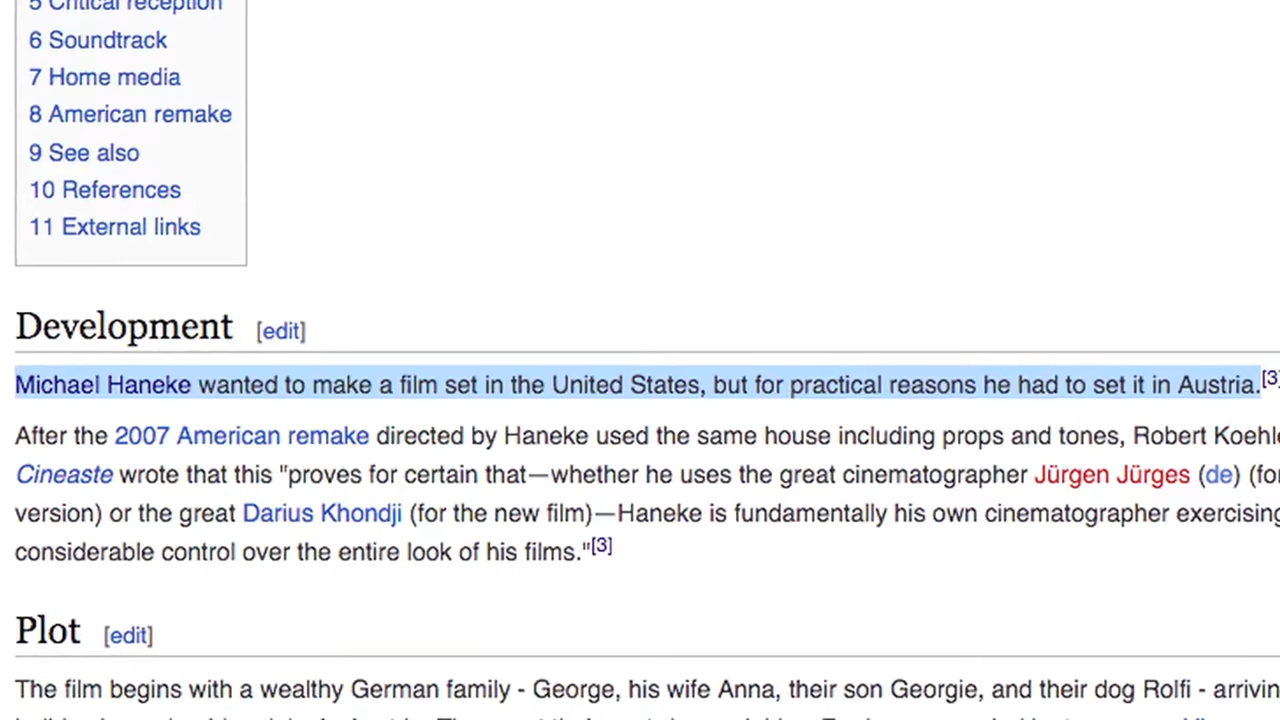 5 Critical reception
6 Soundtrack
7 Home media
8 American remake
9 See also
10 References
11 External links
Development [edit]
Michael Haneke wanted to make a film set in the United States, but for practical reasons he had to set it in Austria.[3]
After the 2007 American remake directed by Haneke used the same house including props and tones, Robert
Cineaste wrote that this "proves for certain that—whether he uses the great cinematographer Jürgen Jürges (de) (for
version) or the great Darius Khondji (for the new film)—Haneke is fundamentally his own cinematographer exercising
considerable control over the entire look of his films."[3]
Plot [edit]
The film begins with a wealthy German family - George, his wife Anna, their son Georgie, and their dog Rolfi -